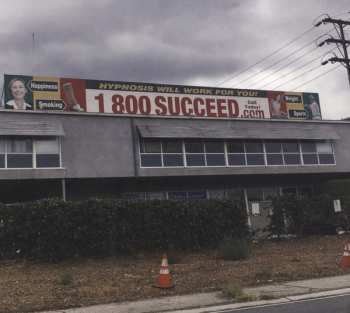 HYPNOSIS WILL WORK FOR YOU!
Happiness
Smoking
1 800 SUCCEED.com
Call Today!
Weight
Sports